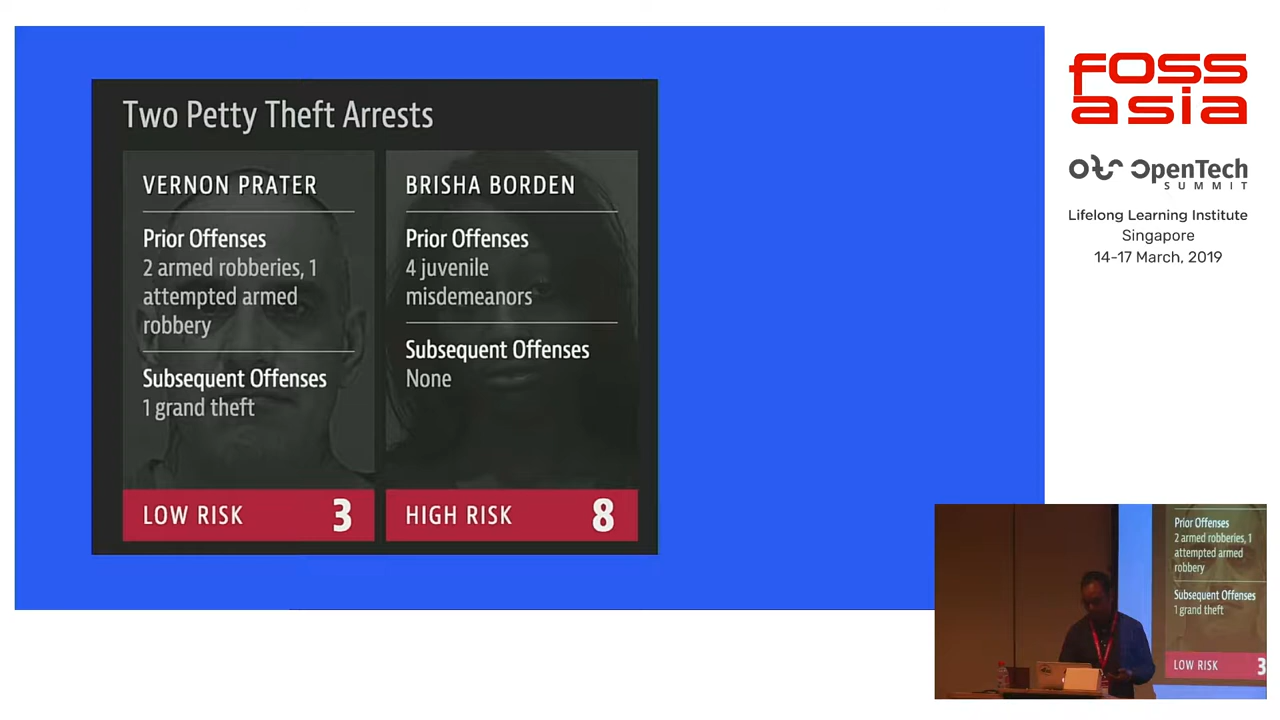 Two Petty Theft Arrests
VERNON PRATER
Prior Offenses
2 armed robberies, 1
attempted armed
robbery
Subsequent Offenses
1 grand theft
LOW RISK 3
BRISHA BORDEN
Prior Offenses
4 juvenile
misdemeanors
Subsequent Offenses
None
HIGH RISK 8
FOSS
ASIA
OpenTech
SUMMIT
Lifelong Learning Institute
Singapore
14-17 March, 2019
Prior Offenses
2 armed robberies, 1
attempted armed
robbery
Subsequent Offenses
1 grand theft
LOW RISK 3